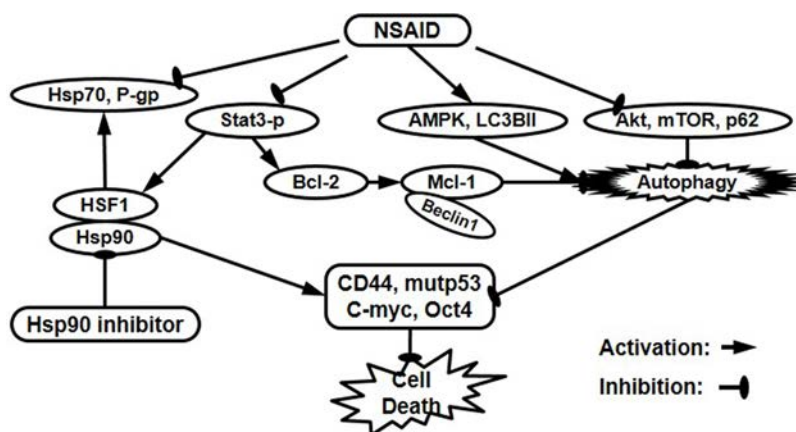 NSAID
Hsp70, P-gp
Stat3-p
AMPK, LC3BII
Akt, mTOR, p62
Bcl-2
Mcl-1
Autophagy
HSF1
Beclin1
Hsp90
CD44, mutp53
C-myc, Oct4
Hsp90 inhibitor
Activation:
Cell
Inhibition:
Death